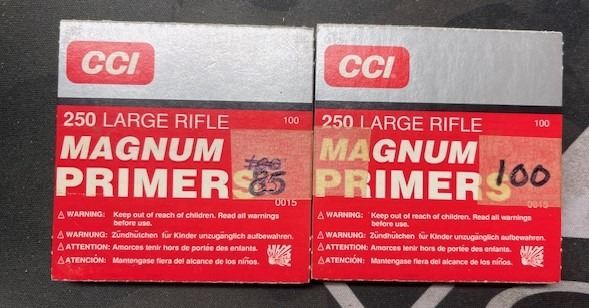 CCI
250 LARGE RIFLE 100
MAGNUM
PRIMERS
100
85
0015
WARNING: Keep out of reach of children. Read all warnings
before use.
WARNUNG: Zündhütchen für Kinder unzugänglich aufbewahren.
ATTENTION: Amorces tenir hors de portée des enfants.
ATENCIÓN: Mantengase fiera del alcance de los niños.
CCI
250 LARGE RIFLE 100
MAGNUM
PRIMERS
100
0015
WARNING: Keep out of reach of children. Read all warnings
before use.
WARNUNG: Zündhütchen für Kinder unzugänglich aufbewahren.
ATTENTION: Amorces tenir hors de portée des enfants.
ATENCIÓN: Mantengase fiera del alcance de los niños.